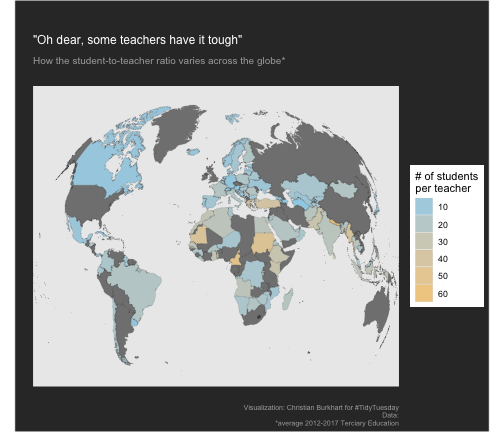 "Oh dear, some teachers have it tough"
How the student-to-teacher ratio varies across the globe*
# of students
per teacher
10
20
30
40
50
60
Visualization: Christian Burkhart for #TidyTuesday
Data:
*average 2012-2017 Terciary Education